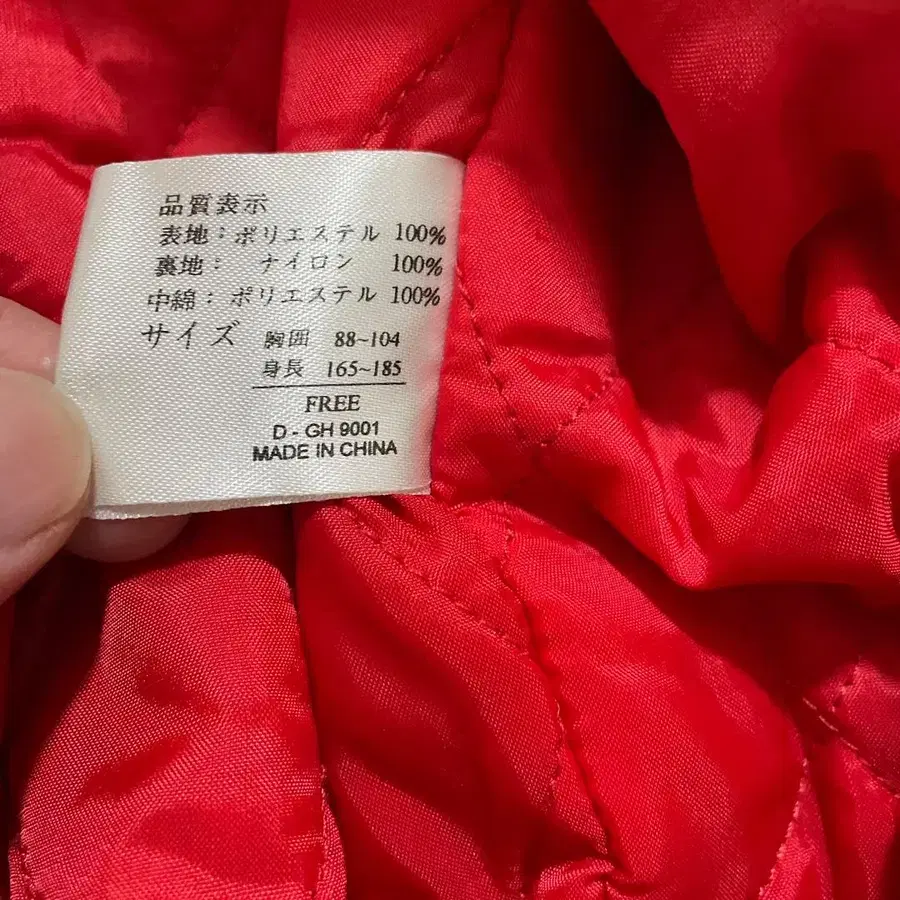 品質表示
表地：ポリエステル 100%
裏地： ナイロン 100%
中綿：ポリエステル 100%
サイズ 胸囲 88~104
身長 165~185
FREE
D - GH 9001
MADE IN CHINA